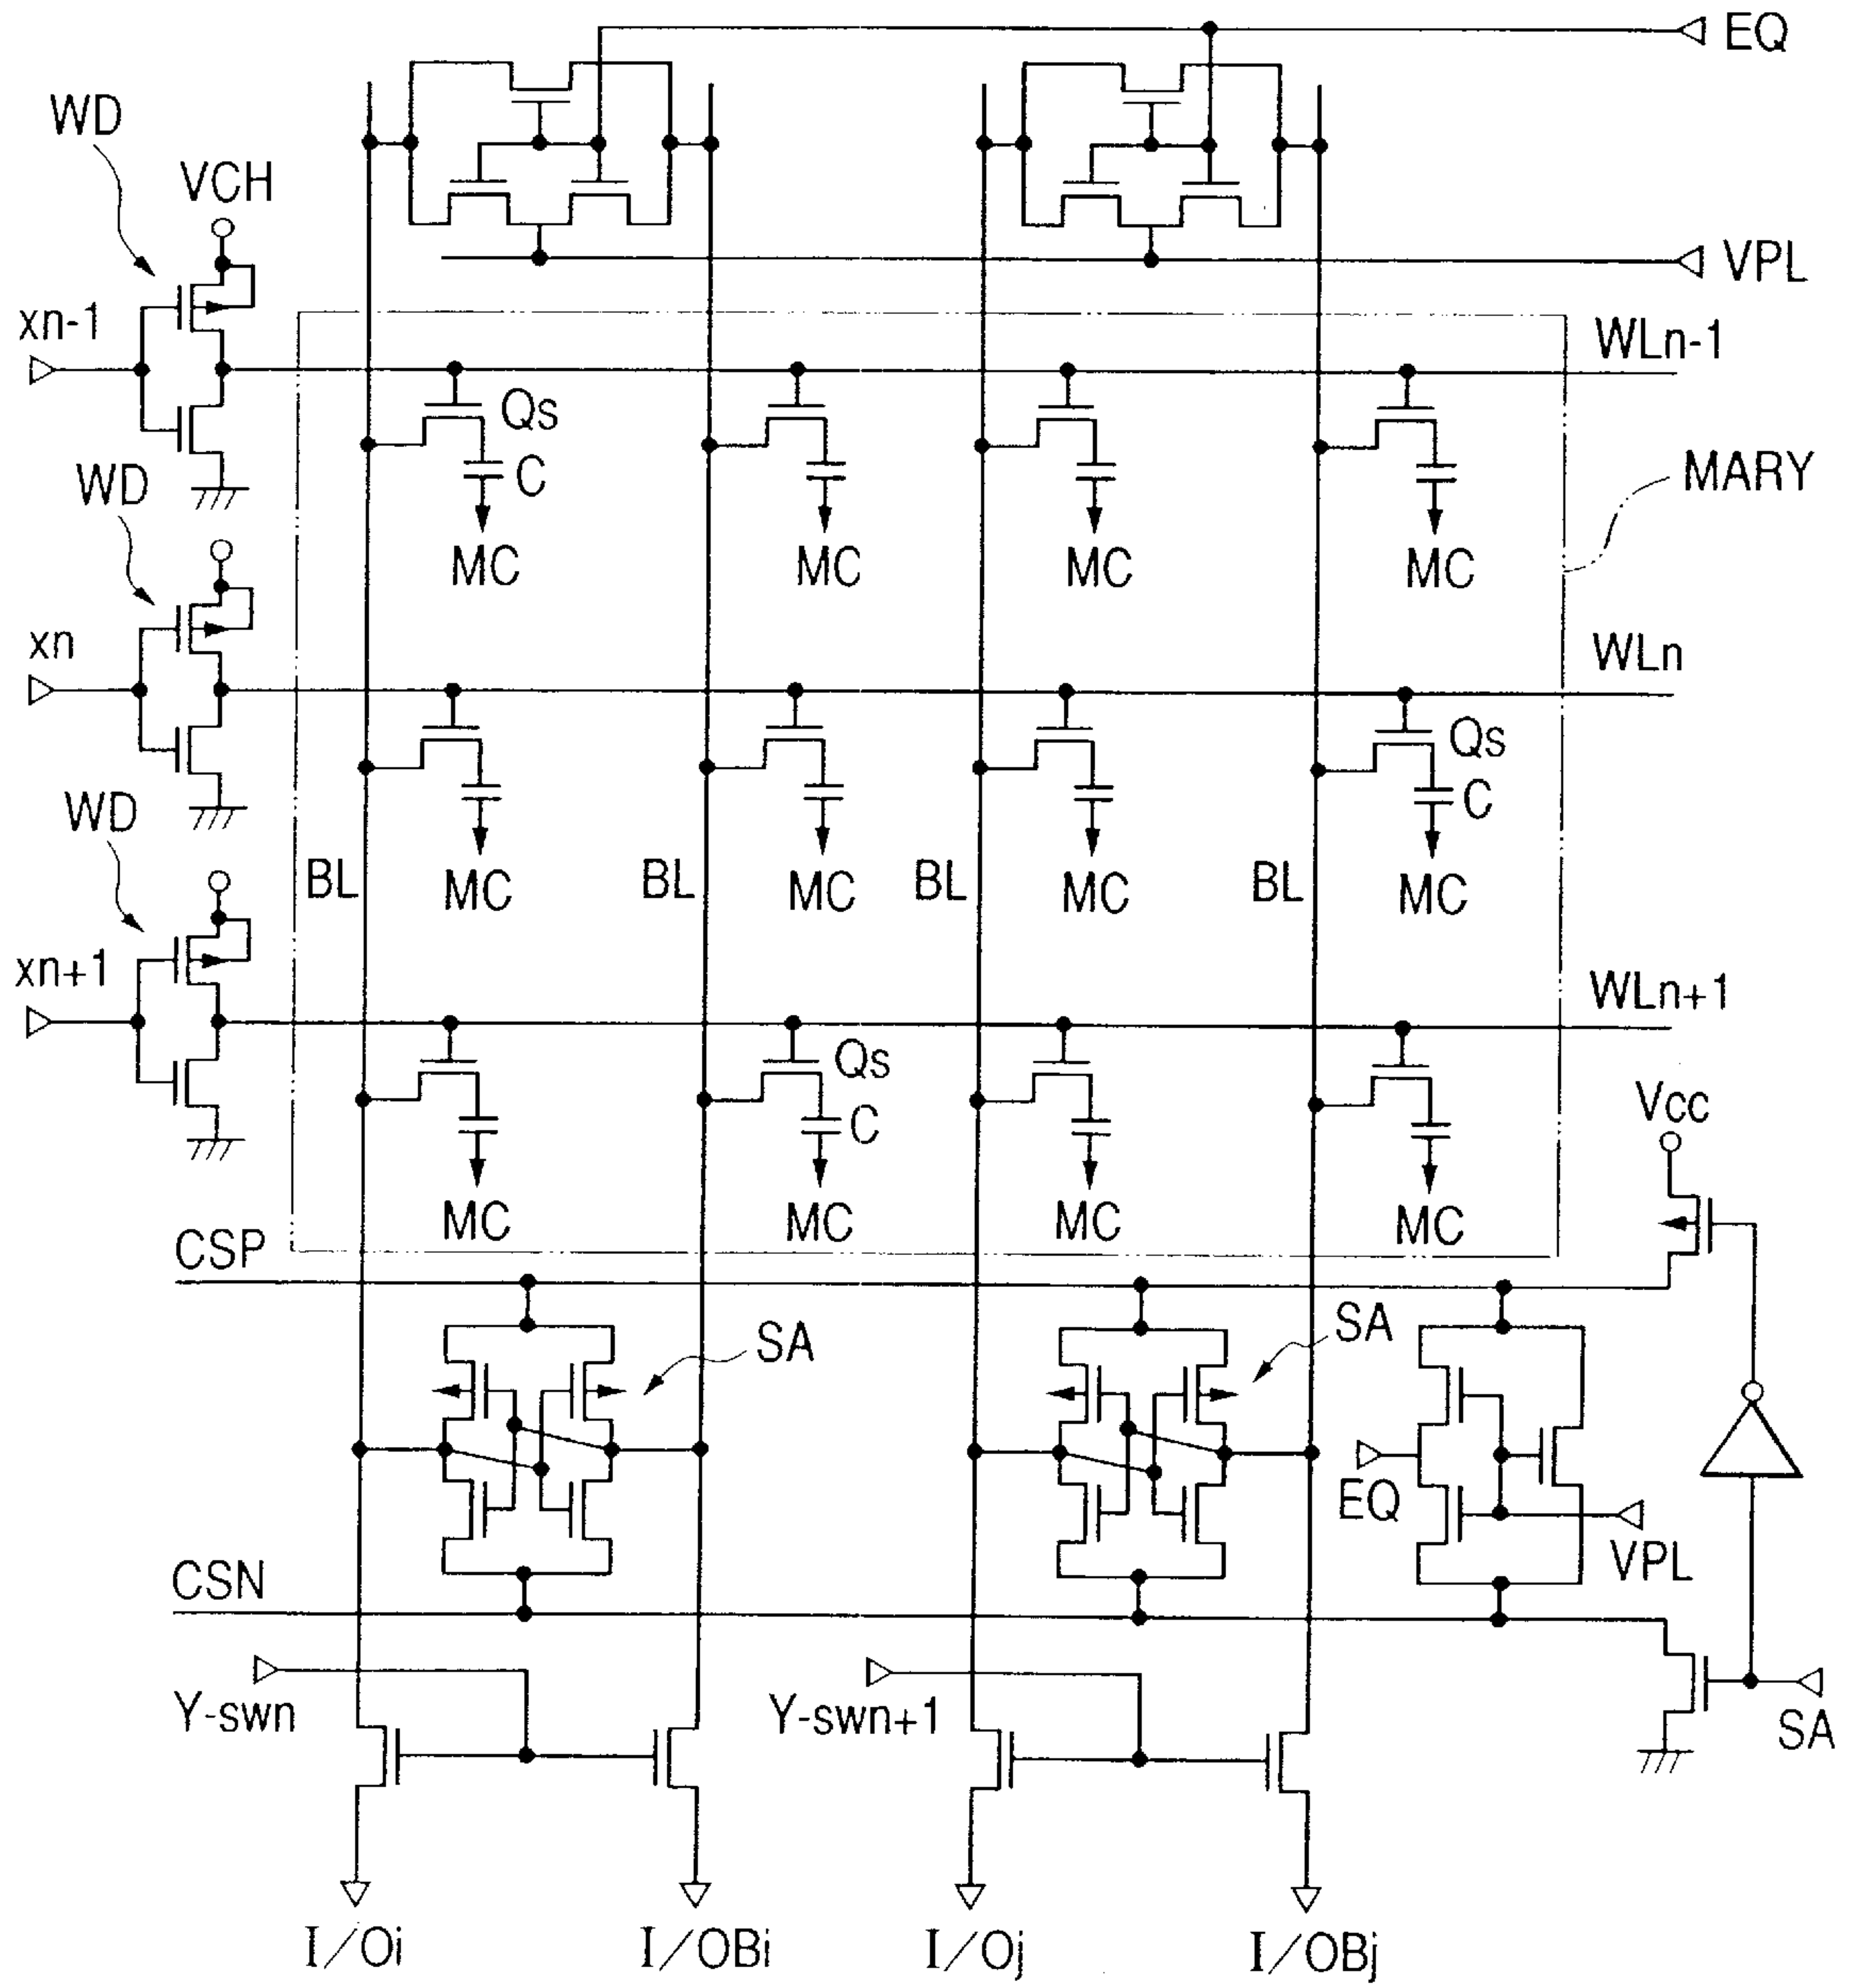 EQ
WD
VCH
VPL
xn-1
WLn-1
Qs
C
MARY
WD
MC
MC
MC
MC
xn
WLn
Qs
C
WD
BL
MC
BL
MC
BL
MC
BL
MC
xn+1
WLn+1
Qs
C
Vcc
MC
MC
MC
MC
CSP
SA
SA
EQ
VPL
CSN
Y-swn
Y-swn+1
SA
I/Oi
I/OBi
I/Oj
I/OBj